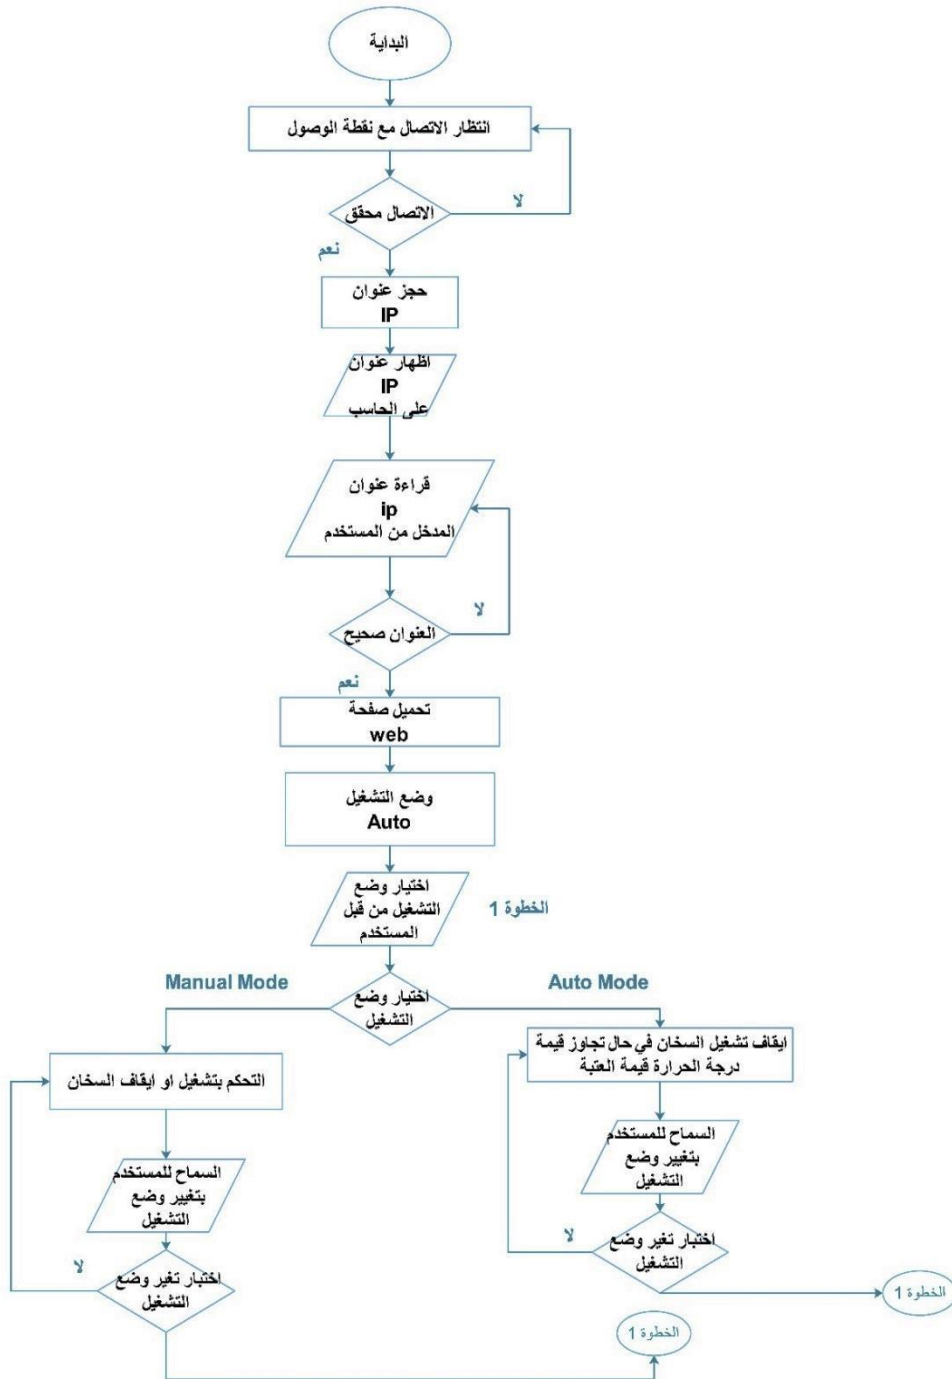 البداية
انتظار الاتصال مع نقطة الوصول
لا
الاتصال محقق
نعم
حجز عنوان
IP
اظهار عنوان
IP
على الحاسب
قراءة عنوان
ip
المدخل من المستخدم
لا
العنوان صحيح
نعم
تحميل صفحة
web
وضع التشغيل
Auto
اختيار وضع
التشغيل من قبل
المستخدم
الخطوة 1
Manual Mode
Auto Mode
اختيار وضع
التشغيل
ايقاف تشغيل السخان في حال تجاوز قيمة
درجة الحرارة قيمة العتبة
التحكم بتشغيل او ايقاف السخان
السماح للمستخدم
بتغيير وضع
التشغيل
السماح للمستخدم
بتغيير وضع
التشغيل
لا
اختبار تغير وضع
التشغيل
لا
اختبار تغير وضع
التشغيل
الخطوة 1
الخطوة 1